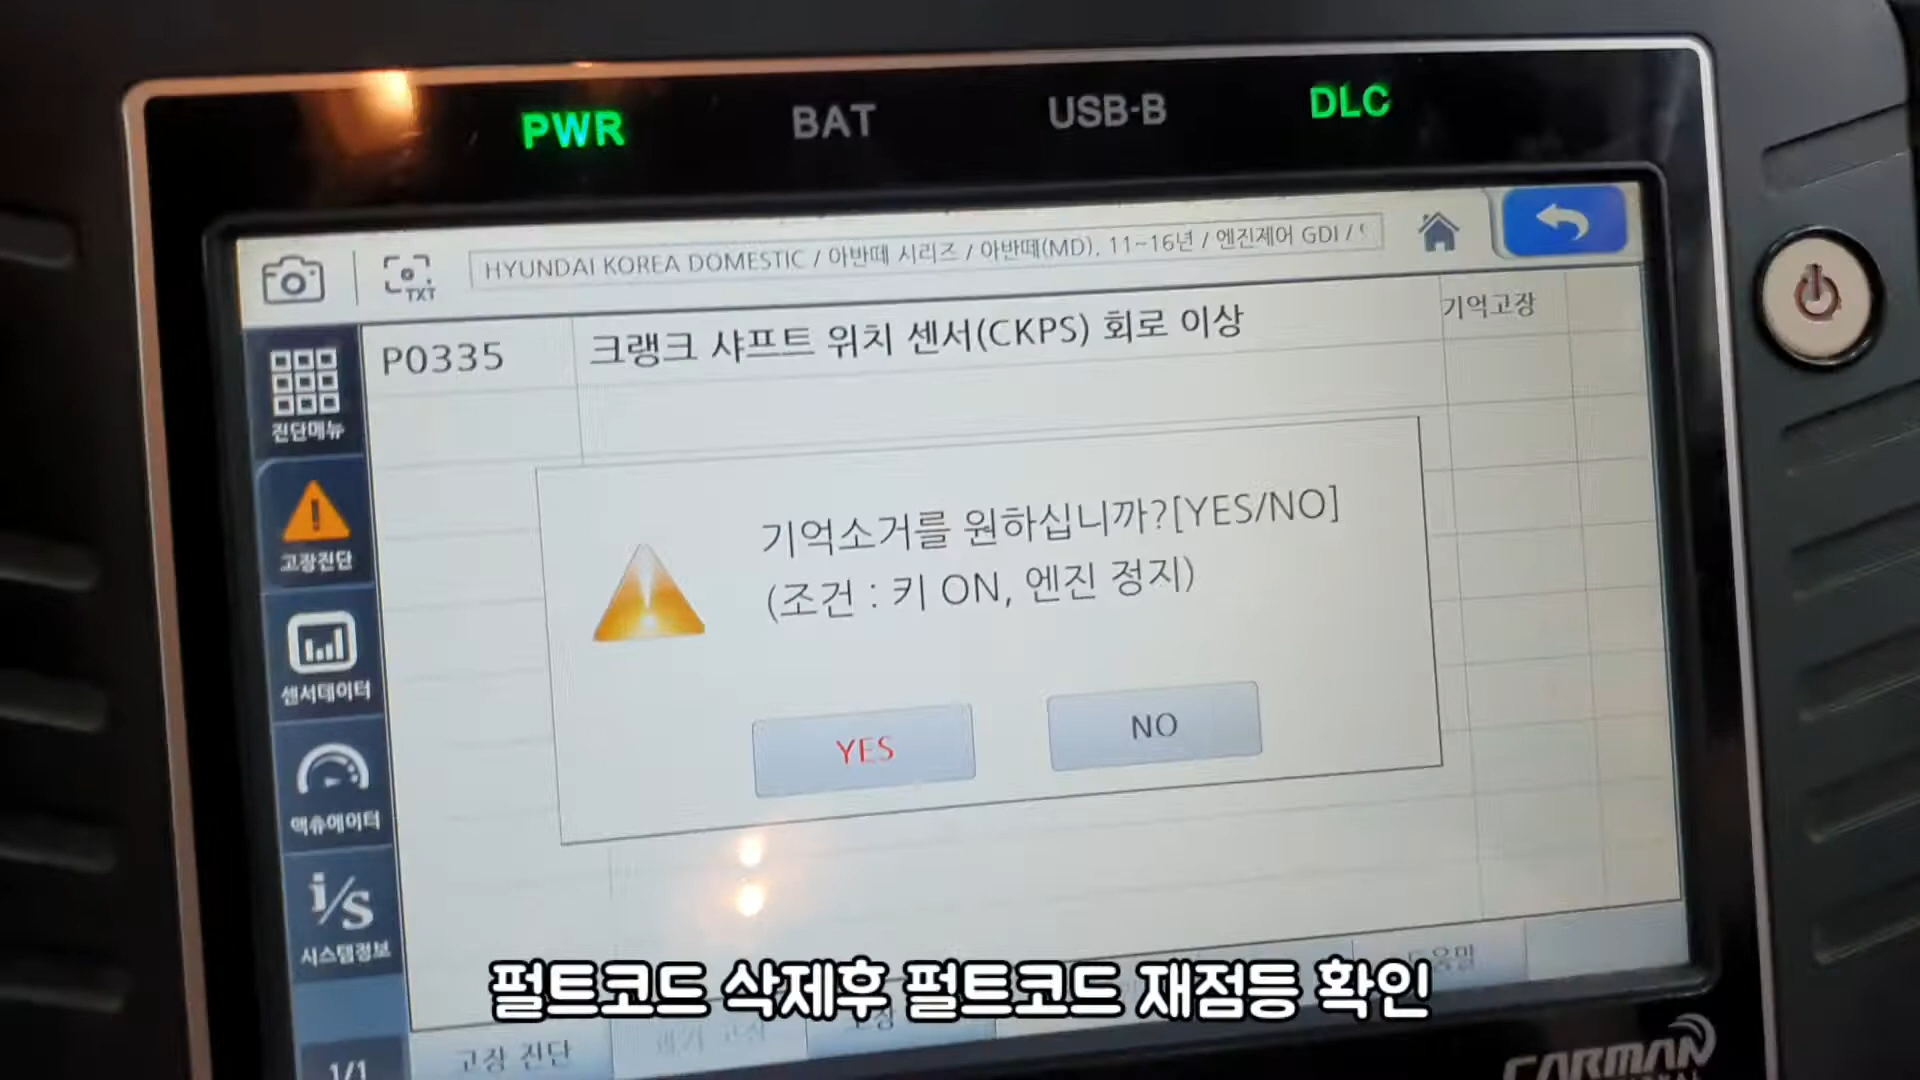 PWR BAT USB-B DLC
TXT
HYUNDAI KOREA DOMESTIC / 아반떼 시리즈 / 아반떼(MD), 11~16년 / 엔진제어 GDI /
P0335 크랭크 샤프트 위치 센서(CKPS) 회로 이상 기억고장
진단메뉴
기억소거를 원하십니까?[YES/NO]
(조건 : 키 ON, 엔진 정지)
고장진단
센서데이터
YES NO
액츄에이터
i/s
시스템정보
펄트코드 삭제후 펄트코드 재점등 확인
1/1
고장 진단
CARMAN